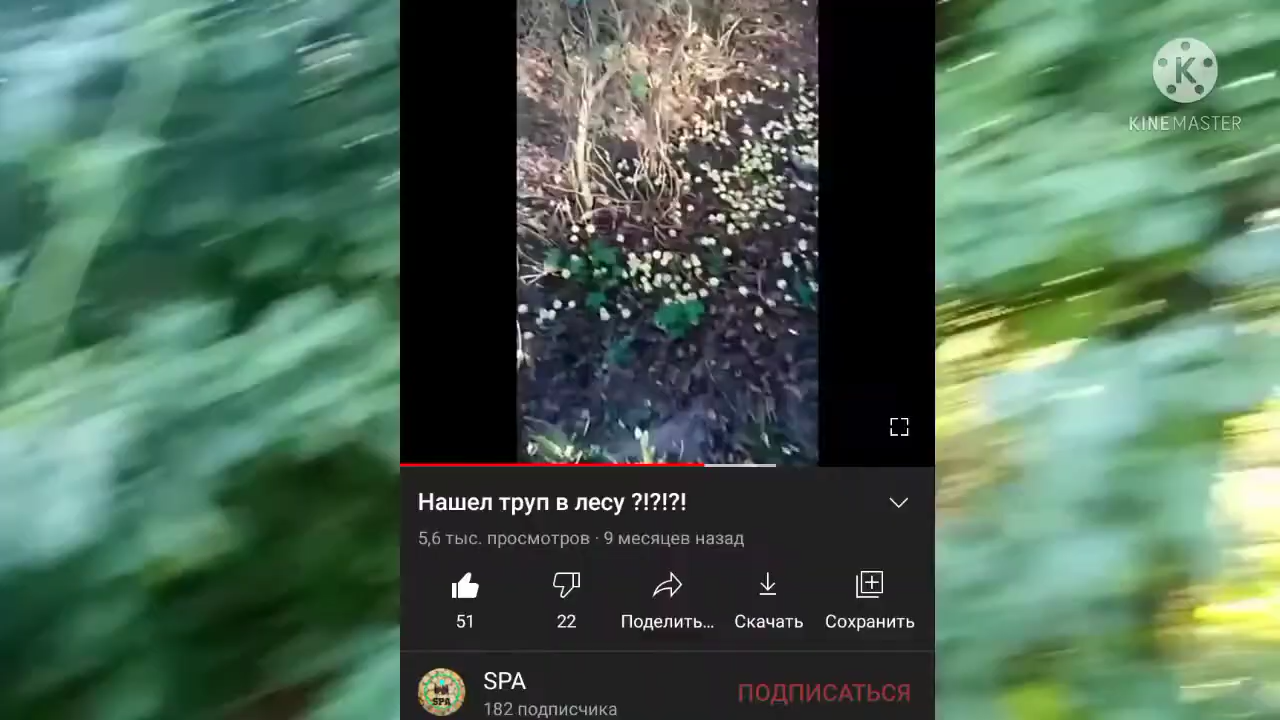 KINEMASTER
Нашел труп в лесу ?!?!?!
5,6 тыс. просмотров · 9 месяцев назад
51
22
Поделить...
Скачать
Сохранить
SPA
SPA
182 подписчика
ПОДПИСАТЬСЯ